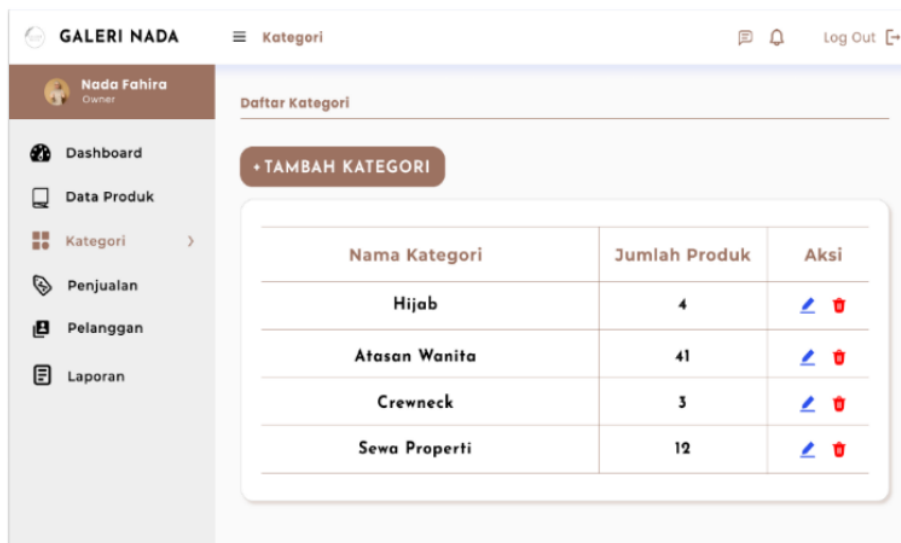 GALERI NADA
Kategori
Log Out
Nada Fahira
Owner
Dashboard
Data Produk
Kategori
Penjualan
Pelanggan
Laporan
Daftar Kategori
+ TAMBAH KATEGORI
Nama Kategori Jumlah Produk Aksi
Hijab 4
Atasan Wanita 41
Crewneck 3
Sewa Properti 12